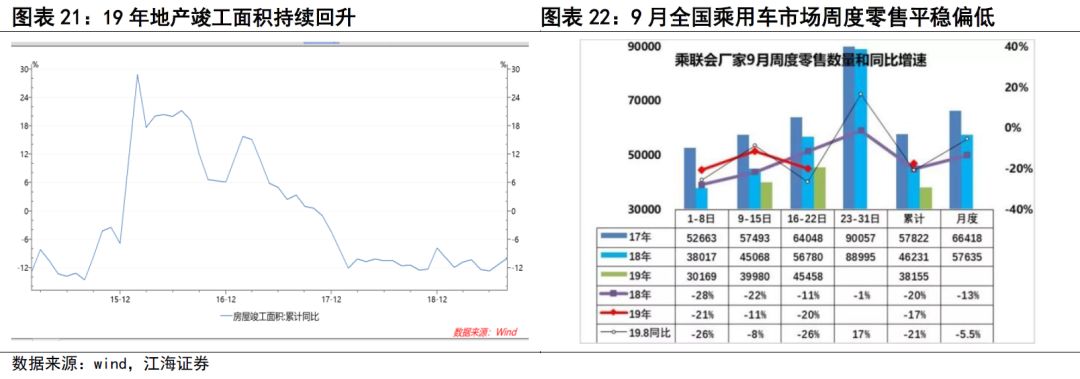 图表 21：19 年地产竣工面积持续回升
%
%
30
30
24
24
18
18
12
12
6
6
0
0
-6
-6
-12
-12
15-12
16-12
17-12
18-12
房屋竣工面积:累计同比
数据来源：Wind
图表 22：9 月全国乘用车市场周度零售平稳偏低
乘联会厂家9月周度零售数量和同比增速
90000
70000
50000
30000
40%
20%
0%
-20%
-40%
1-8日 9-15日 16-22日 23-31日 累计 月度
17年 52663 57493 64048 90057 57822 66418
18年 38017 45068 56780 88995 46231 57635
19年 30169 39980 45458 38155
18年 -28% -22% -11% -1% -20% -13%
19年 -21% -11% -20% -17%
19.8同比 -26% -8% -26% 17% -21% -5.5%
数据来源：wind，江海证券